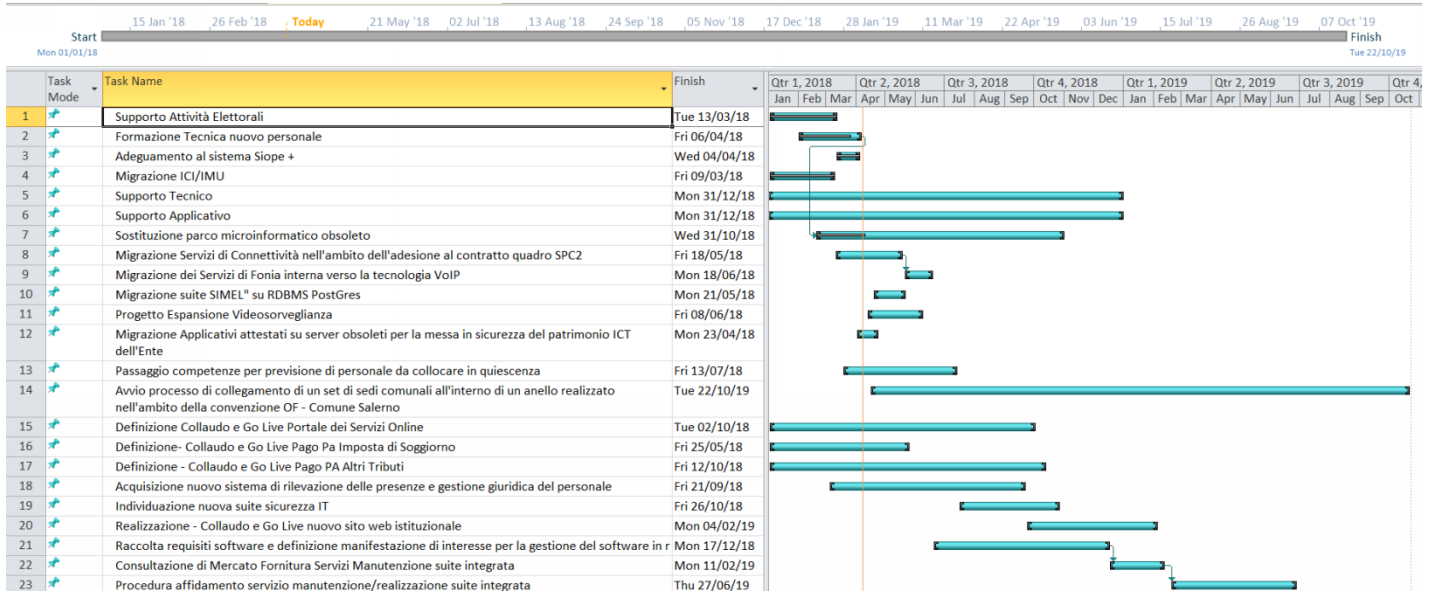 15 Jan '18 26 Feb '18 Today 21 May '18 02 Jul '18 13 Aug '18 24 Sep '18 05 Nov '18 17 Dec '18 28 Jan '19 11 Mar '19 22 Apr '19 03 Jun '19 15 Jul '19 26 Aug '19 07 Oct '19
Start Finish
Mon 01/01/18 Tue 22/10/19
Task Mode Task Name Finish Qtr 1, 2018 Qtr 2, 2018 Qtr 3, 2018 Qtr 4, 2018 Qtr 1, 2019 Qtr 2, 2019 Qtr 3, 2019 Qtr 4,
Jan Feb Mar Apr May Jun Jul Aug Sep Oct Nov Dec Jan Feb Mar Apr May Jun Jul Aug Sep Oct
1 Supporto Attività Elettorali Tue 13/03/18
2 Formazione Tecnica nuovo personale Fri 06/04/18
3 Adeguamento al sistema Siope + Wed 04/04/18
4 Migrazione ICI/IMU Fri 09/03/18
5 Supporto Tecnico Mon 31/12/18
6 Supporto Applicativo Mon 31/12/18
7 Sostituzione parco microinformatico obsoleto Wed 31/10/18
8 Migrazione Servizi di Connettività nell'ambito dell'adesione al contratto quadro SPC2 Fri 18/05/18
9 Migrazione dei Servizi di Fonia interna verso la tecnologia VoIP Mon 18/06/18
10 Migrazione suite SIMEL" su RDBMS PostGres Mon 21/05/18
11 Progetto Espansione Videosorveglianza Fri 08/06/18
12 Migrazione Applicativi attestati su server obsoleti per la messa in sicurezza del patrimonio ICT Mon 23/04/18
dell'Ente
13 Passaggio competenze per previsione di personale da collocare in quiescenza Fri 13/07/18
14 Avvio processo di collegamento di un set di sedi comunali all'interno di un anello realizzato Tue 22/10/19
nell'ambito della convenzione OF - Comune Salerno
15 Definizione Collaudo e Go Live Portale dei Servizi Online Tue 02/10/18
16 Definizione- Collaudo e Go Live Pago Pa Imposta di Soggiorno Fri 25/05/18
17 Definizione - Collaudo e Go Live Pago PA Altri Tributi Fri 12/10/18
18 Acquisizione nuovo sistema di rilevazione delle presenze e gestione giuridica del personale Fri 21/09/18
19 Individuazione nuova suite sicurezza IT Fri 26/10/18
20 Realizzazione - Collaudo e Go Live nuovo sito web istituzionale Mon 04/02/19
21 Raccolta requisiti software e definizione manifestazione di interesse per la gestione del software in r Mon 17/12/18
22 Consultazione di Mercato Fornitura Servizi Manutenzione suite integrata Mon 11/02/19
23 Procedura affidamento servizio manutenzione/realizzazione suite integrata Thu 27/06/19